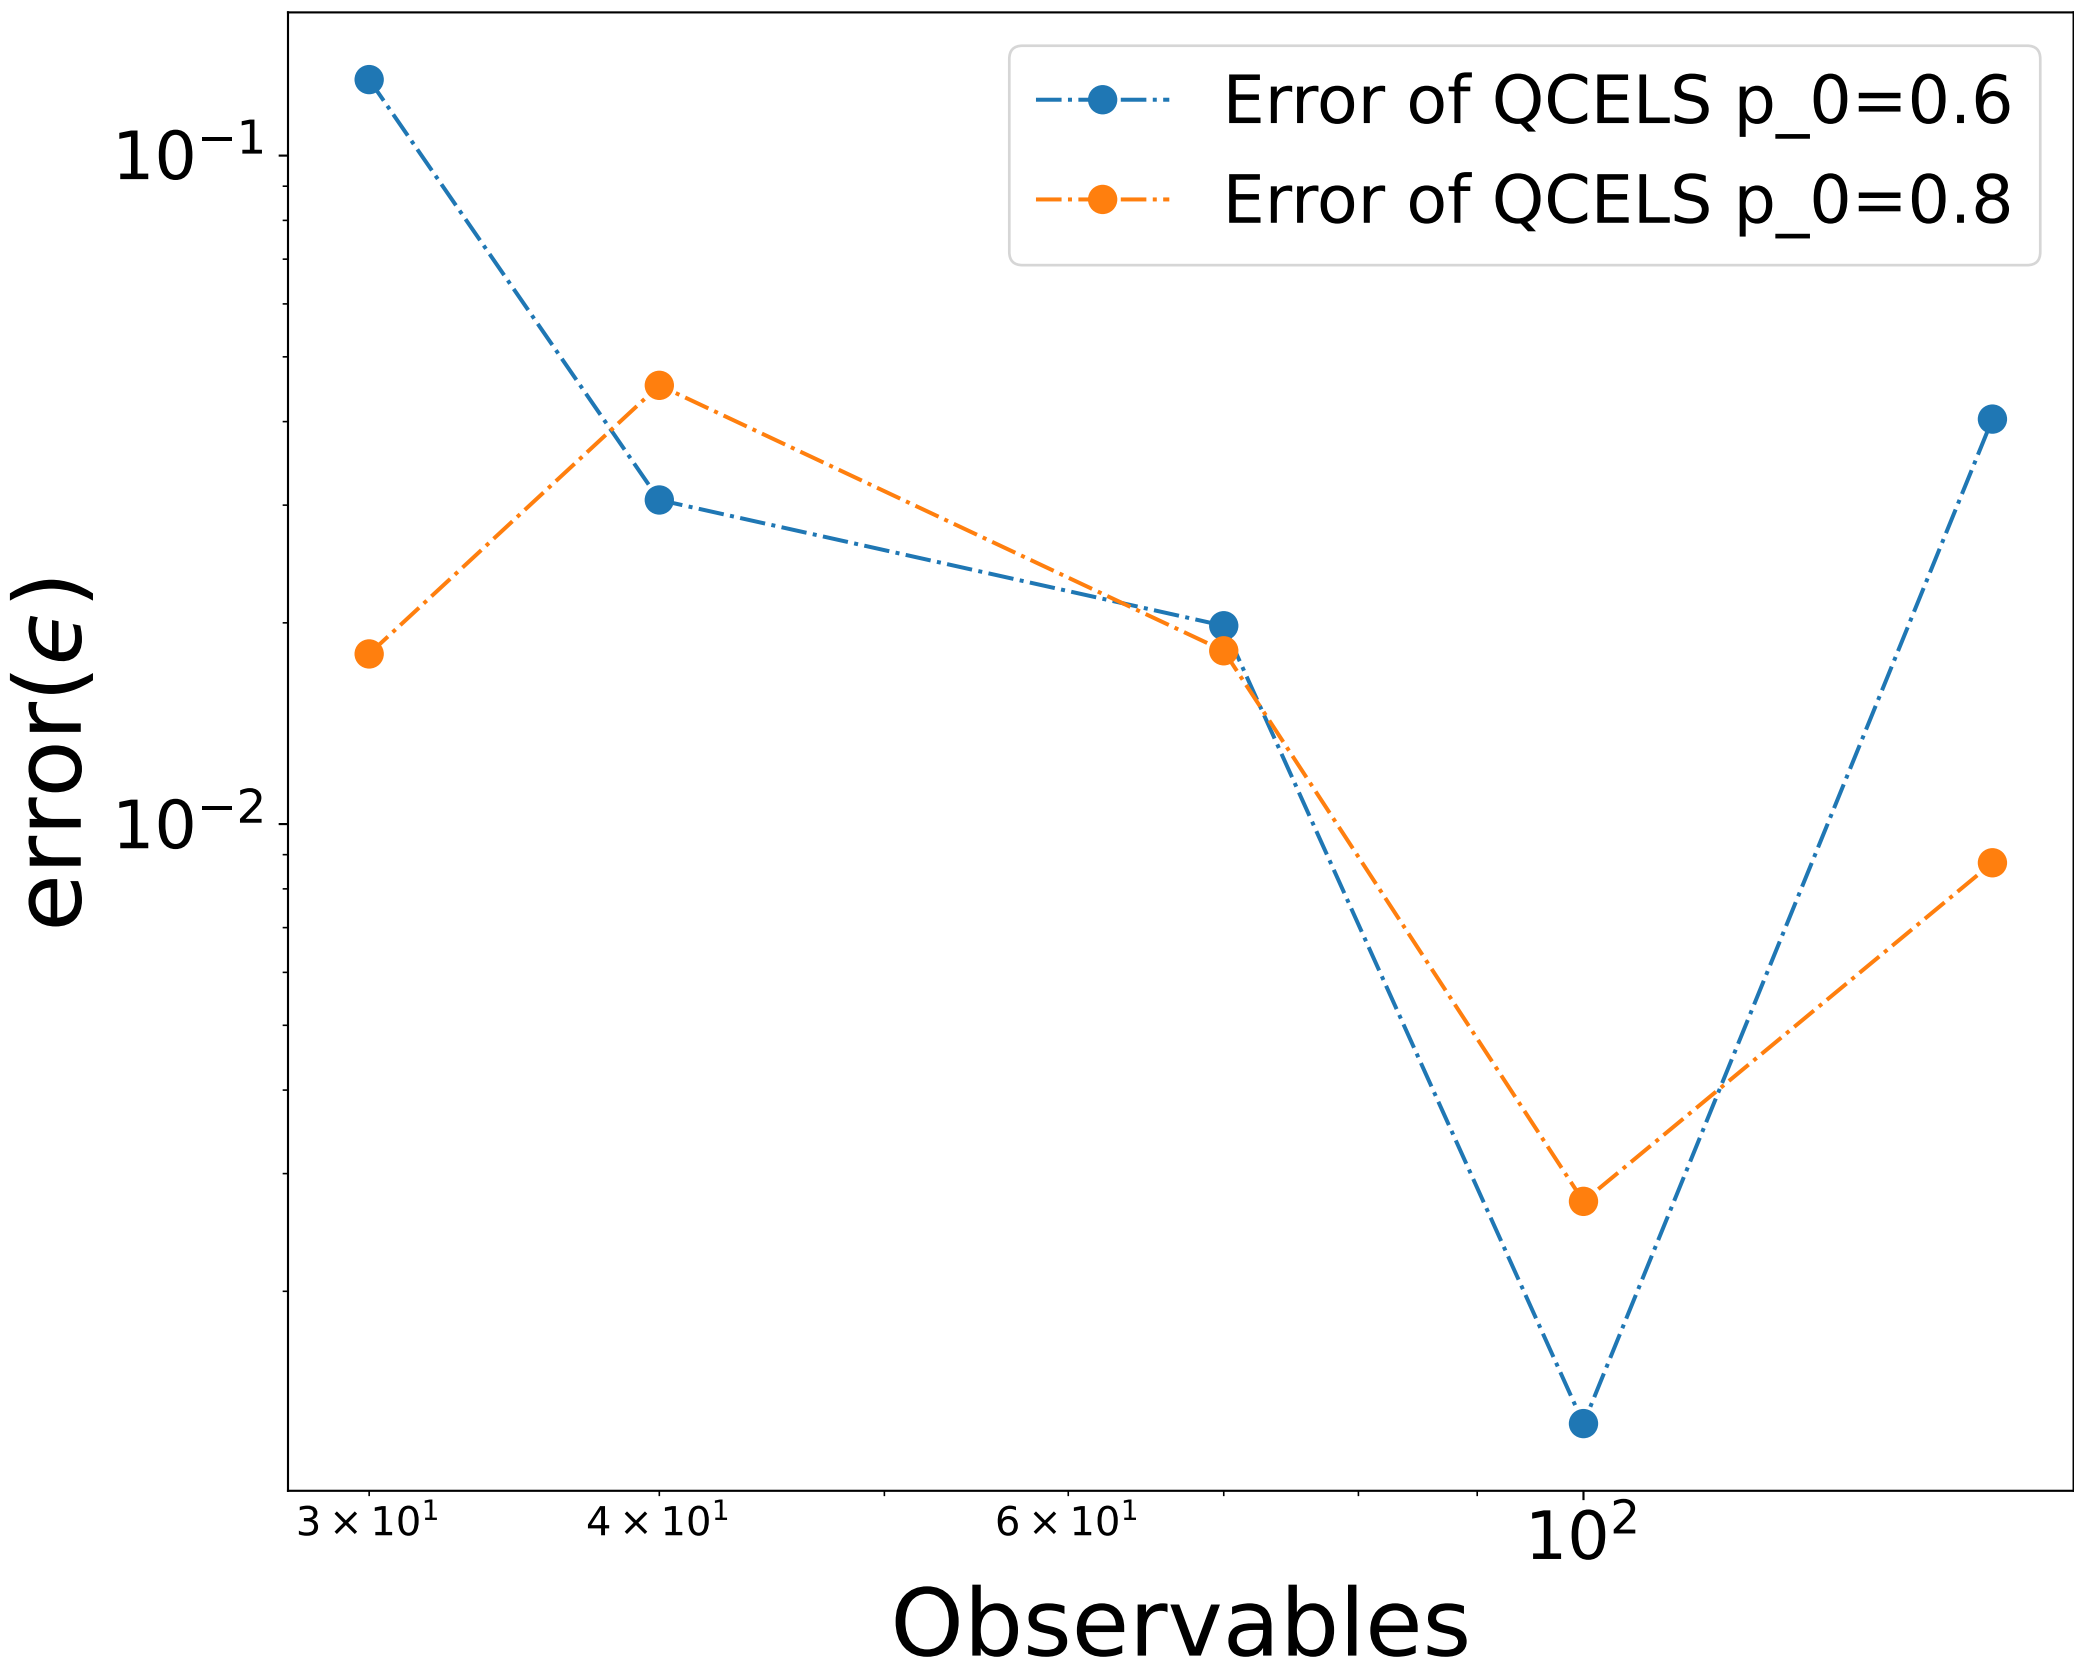 Error of QCELS p_0=0.6
Error of QCELS p_0=0.8
10⁻¹
10⁻²
error(ϵ)
3 × 10¹
4 × 10¹
6 × 10¹
10²
Observables